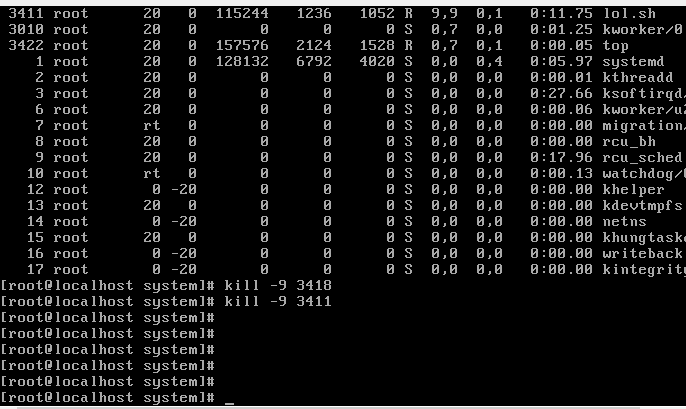 3411 root 20 0 115244 1236 1052 R 9,9 0,1 0:11.75 lol.sh
3010 root 20 0 0 0 0 S 0,7 0,0 0:01.25 kworker/0
3422 root 20 0 157576 2124 1528 R 0,7 0,1 0:00.05 top
1 root 20 0 128132 6792 4020 S 0,0 0,4 0:05.97 systemd
2 root 20 0 0 0 0 S 0,0 0,0 0:00.01 kthreadd
3 root 20 0 0 0 0 S 0,0 0,0 0:27.66 ksoftirqd/
6 root 20 0 0 0 0 S 0,0 0,0 0:00.06 kworker/u2
7 root rt 0 0 0 0 S 0,0 0,0 0:00.00 migration/
8 root 20 0 0 0 0 S 0,0 0,0 0:00.00 rcu_bh
9 root 20 0 0 0 0 S 0,0 0,0 0:17.96 rcu_sched
10 root rt 0 0 0 0 S 0,0 0,0 0:00.13 watchdog/0
12 root 0 -20 0 0 0 S 0,0 0,0 0:00.00 khelper
13 root 20 0 0 0 0 S 0,0 0,0 0:00.00 kdevtmpfs
14 root 0 -20 0 0 0 S 0,0 0,0 0:00.00 netns
15 root 20 0 0 0 0 S 0,0 0,0 0:00.00 khungtaske
16 root 0 -20 0 0 0 S 0,0 0,0 0:00.00 writeback
17 root 0 -20 0 0 0 S 0,0 0,0 0:00.00 kintegrity
[root@localhost system]# kill -9 3418
[root@localhost system]# kill -9 3411
[root@localhost system]#
[root@localhost system]#
[root@localhost system]#
[root@localhost system]#
[root@localhost system]#
[root@localhost system]# _